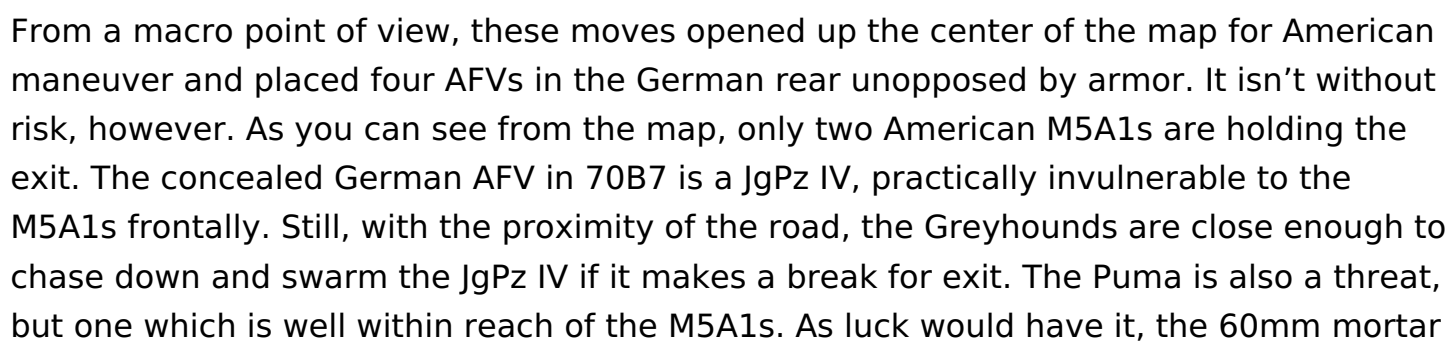 From a macro point of view, these moves opened up the center of the map for American
maneuver and placed four AFVs in the German rear unopposed by armor. It isn’t without
risk, however. As you can see from the map, only two American M5A1s are holding the
exit. The concealed German AFV in 70B7 is a JgPz IV, practically invulnerable to the
M5A1s frontally. Still, with the proximity of the road, the Greyhounds are close enough to
chase down and swarm the JgPz IV if it makes a break for exit. The Puma is also a threat,
but one which is well within reach of the M5A1s. As luck would have it, the 60mm mortar